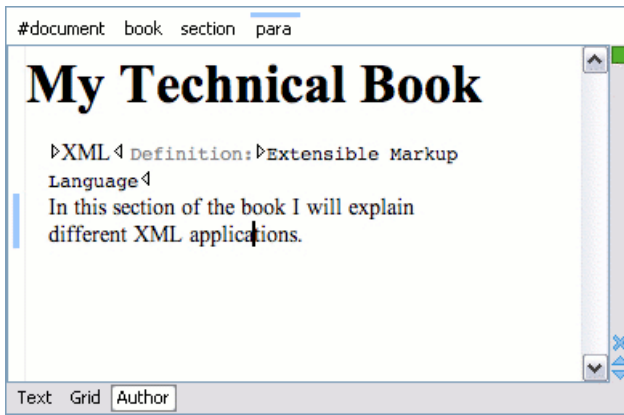 #document book section para
My Technical Book
XML Definition: Extensible Markup
Language
In this section of the book I will explain
different XML applications.
Text Grid Author